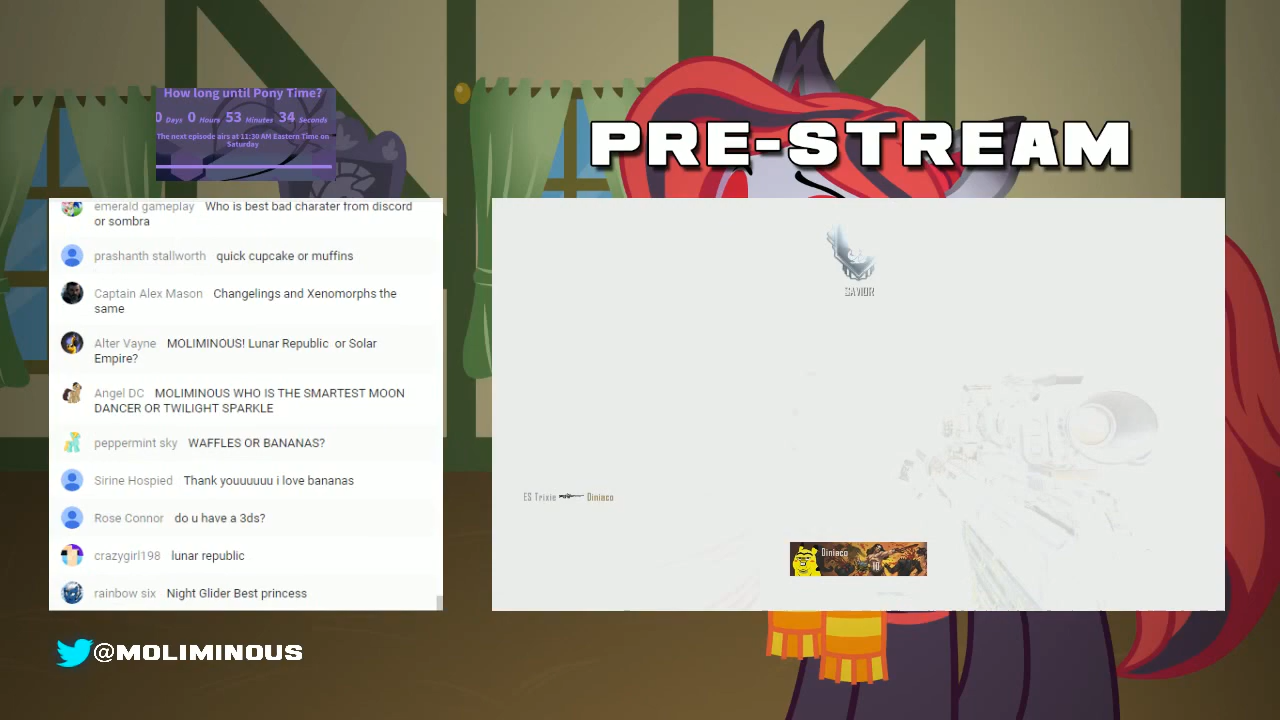 How long until Pony Time?
0 Days 0 Hours 53 Minutes 34 Seconds
The next episode airs at 11:30 AM Eastern Time on
Saturday
PRE-STREAM
emerald gameplay Who is best bad charater from discord
or sombra
prashanth stallworth quick cupcake or muffins
Captain Alex Mason Changelings and Xenomorphs the
same
Alter Vayne MOLIMINOUS! Lunar Republic or Solar
Empire?
Angel DC MOLIMINOUS WHO IS THE SMARTEST MOON
DANCER OR TWILIGHT SPARKLE
peppermint sky WAFFLES OR BANANAS?
Sirine Hospied Thank youuuuuu i love bananas
Rose Connor do u have a 3ds?
crazygirl198 lunar republic
rainbow six Night Glider Best princess
SAVIOR
ES Trixie Diniaco
Diniaco
@MOLIMINOUS